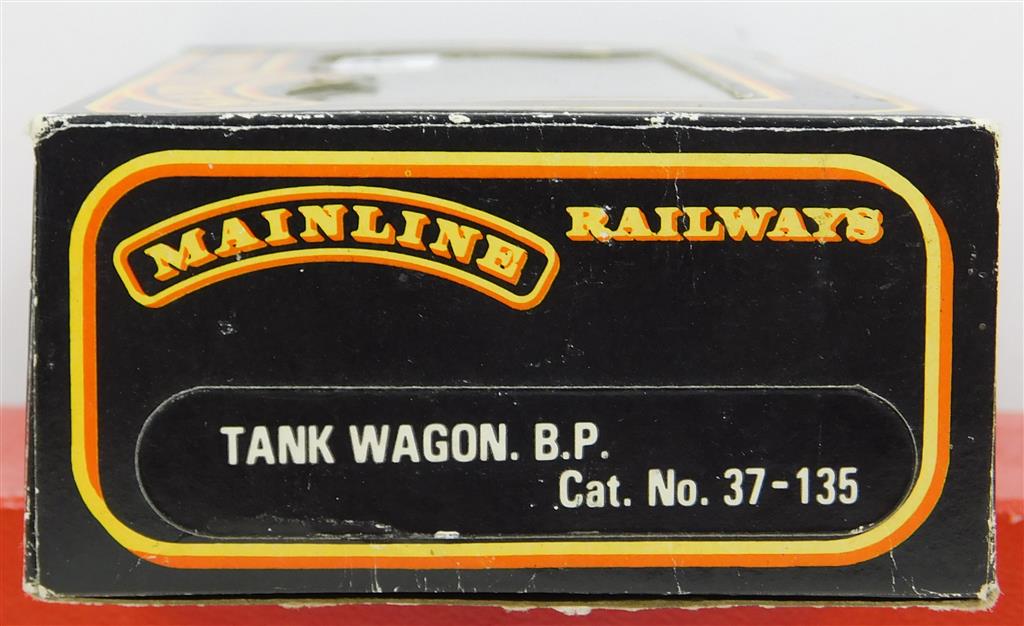 MAINLINE RAILWAYS
TANK WAGON. B.P.
Cat. No. 37-135